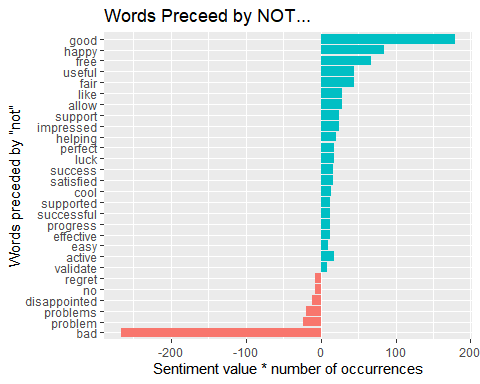 Words Preceed by NOT...
Words preceded by "not"
good
happy
free
useful
fair
like
allow
support
impressed
helping
perfect
luck
success
satisfied
cool
supported
successful
progress
effective
easy
active
validate
regret
no
disappointed
problems
problem
bad
-200 -100 0 100 200
Sentiment value * number of occurrences